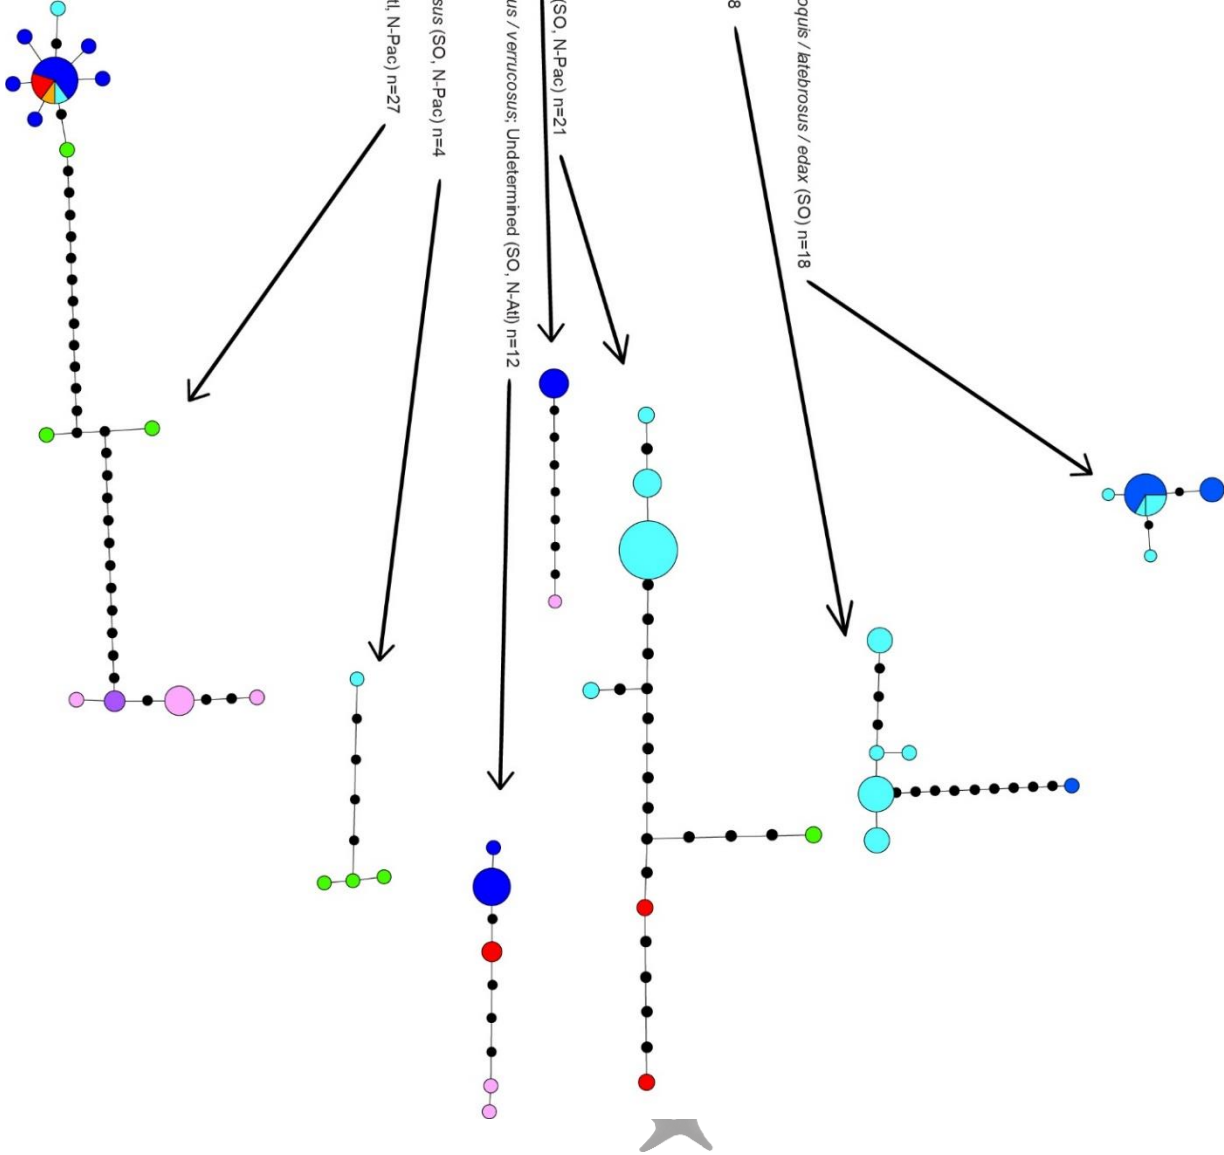 tl, N-Pac) n=27
sus (SO, N-Pac) n=4
us / verrucosus; Undetermined (SO, N-Atl) n=12
(SO, N-Pac) n=21
8
oquis / latebrosus / edax (SO) n=18